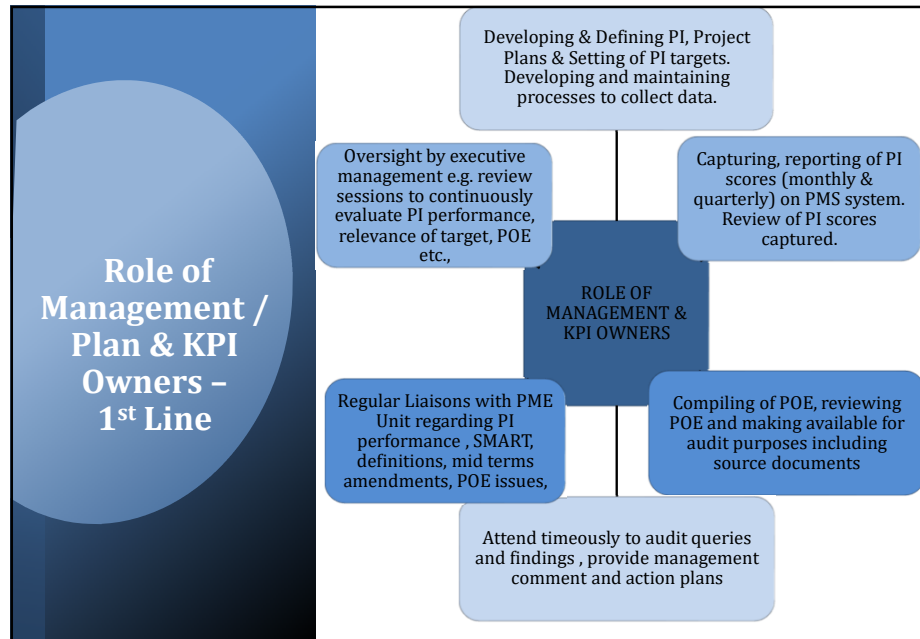 Role of
Management /
Plan & KPI
Owners –
1st Line
Developing & Defining PI, Project
Plans & Setting of PI targets.
Developing and maintaining
processes to collect data.
Oversight by executive
management e.g. review
sessions to continuously
evaluate PI performance,
relevance of target, POE
etc.,
Capturing, reporting of PI
scores (monthly &
quarterly) on PMS system.
Review of PI scores
captured.
ROLE OF
MANAGEMENT &
KPI OWNERS
Regular Liaisons with PME
Unit regarding PI
performance , SMART,
definitions, mid terms
amendments, POE issues,
Compiling of POE, reviewing
POE and making available for
audit purposes including
source documents
Attend timeously to audit queries
and findings , provide management
comment and action plans